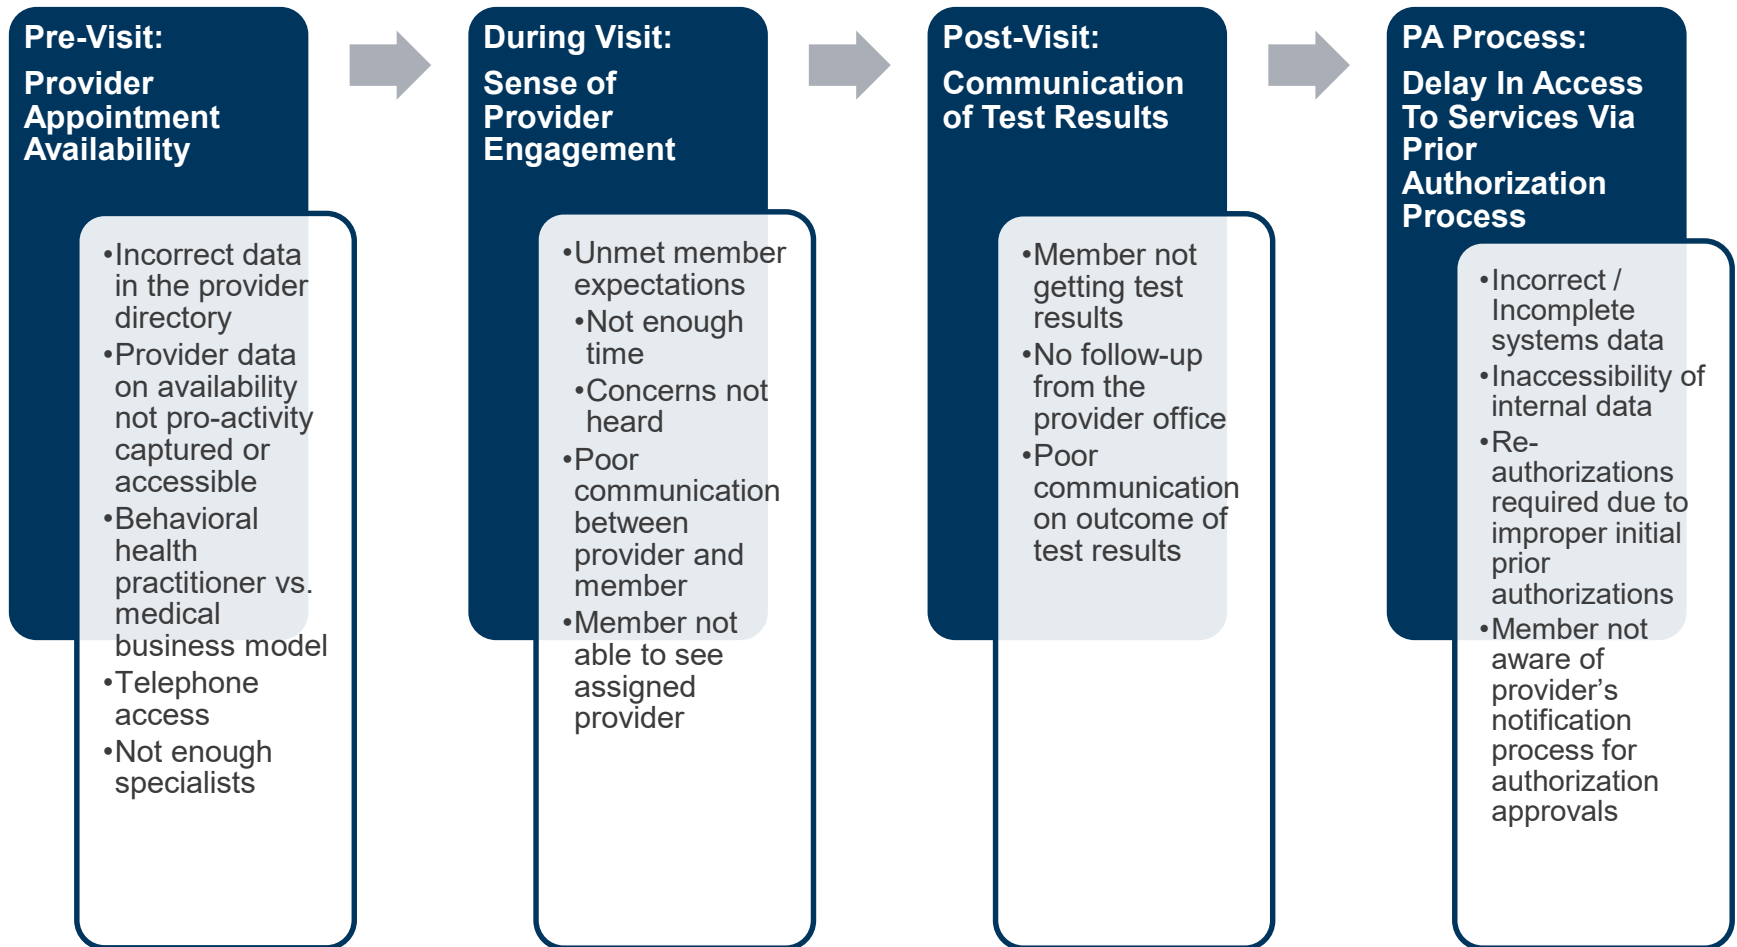 Pre-Visit:
Provider
Appointment
Availability
•Incorrect data
in the provider
directory
•Provider data
on availability
not pro-activity
captured or
accessible
•Behavioral
health
practitioner vs.
medical
business model
•Telephone
access
•Not enough
specialists
During Visit:
Sense of
Provider
Engagement
•Unmet member
expectations
•Not enough
time
•Concerns not
heard
•Poor
communication
between
provider and
member
•Member not
able to see
assigned
provider
Post-Visit:
Communication
of Test Results
•Member not
getting test
results
•No follow-up
from the
provider office
•Poor
communication
on outcome of
test results
PA Process:
Delay In Access
To Services Via
Prior
Authorization
Process
•Incorrect /
Incomplete
systems data
•Inaccessibility of
internal data
•Re-
authorizations
required due to
improper initial
prior
authorizations
•Member not
aware of
provider’s
notification
process for
authorization
approvals